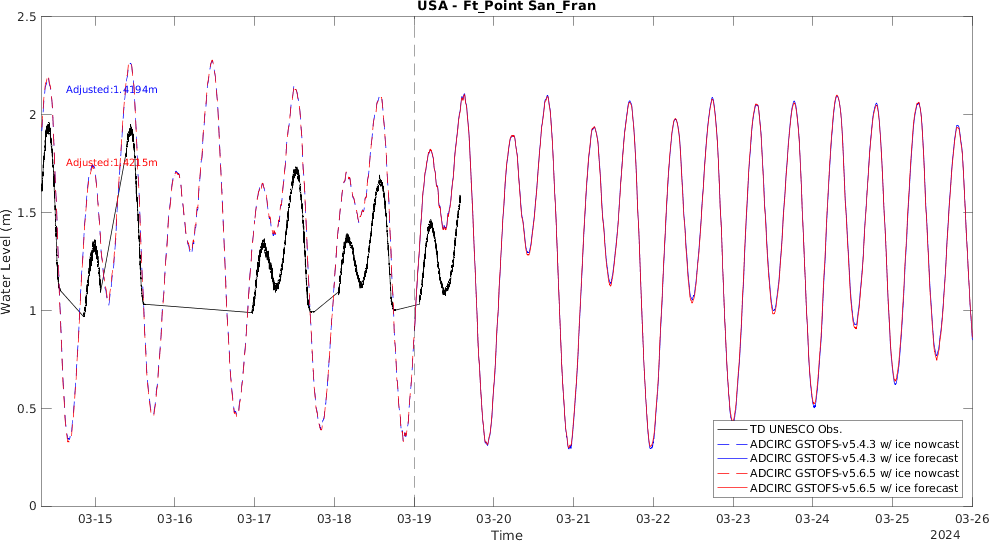 USA - Ft_Point San_Fran
2.5
2
1.5
1
0.5
0
Water Level (m)
Adjusted:1.4194m
Adjusted:1.4215m
03-15
03-16
03-17
03-18
03-19
03-20
03-21
03-22
03-23
03-24
03-25
03-26
2024
Time
TD UNESCO Obs.
ADCIRC GSTOFS-v5.4.3 w/ ice nowcast
ADCIRC GSTOFS-v5.4.3 w/ ice forecast
ADCIRC GSTOFS-v5.6.5 w/ ice nowcast
ADCIRC GSTOFS-v5.6.5 w/ ice forecast